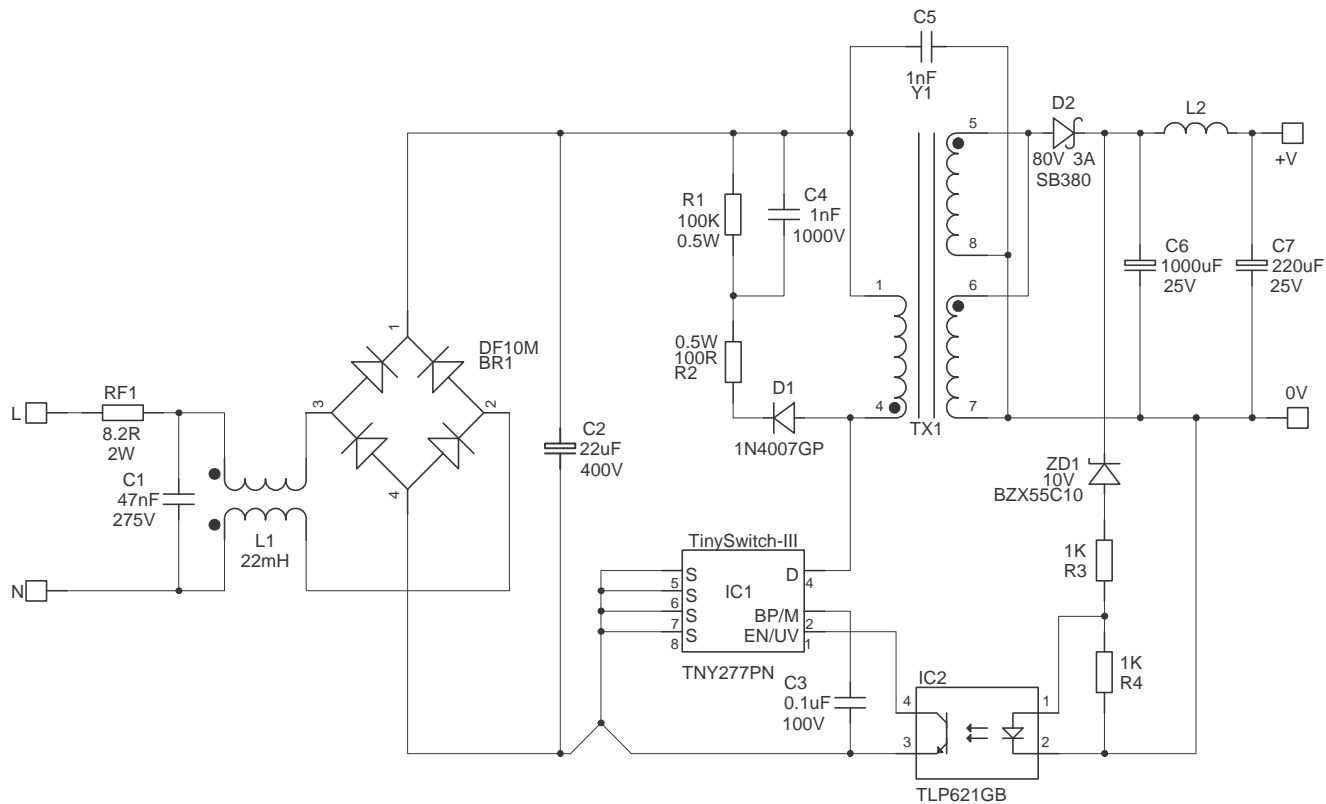 C5
1nF
Y1
D2
80V 3A
SB380
L2
+V
5
8
6
7
R1
100K
0.5W
C4
1nF
1000V
C6
1000uF
25V
C7
220uF
25V
1
4
TX1
0V
0.5W
100R
R2
D1
1N4007GP
DF10M
BR1
1
2
3
4
L
RF1
8.2R
2W
C1
47nF
275V
L1
22mH
N
C2
22uF
400V
ZD1
10V
BZX55C10
1K
R3
1K
R4
TinySwitch-III
S
D
5
4
S
IC1
6
S
BP/M
7
2
S
EN/UV
8
1
TNY277PN
C3
0.1uF
100V
IC2
4
1
3
2
TLP621GB